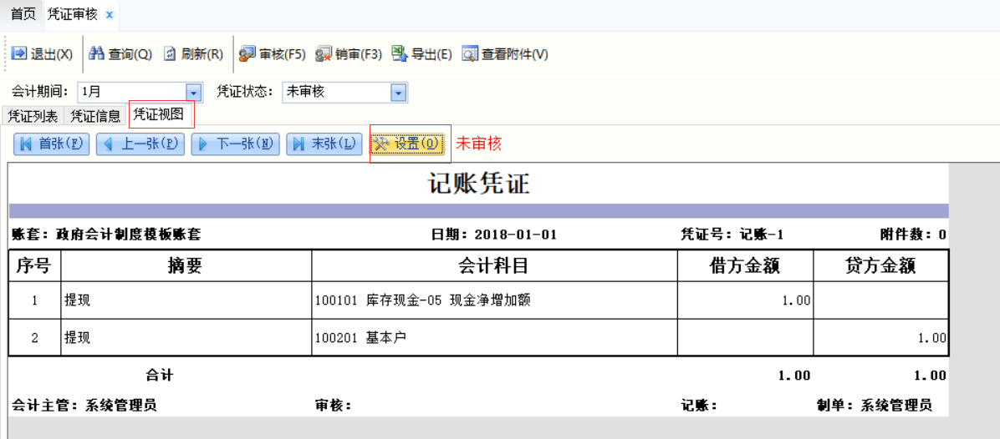 首页 凭证审核 x
退出(X) 查询(Q) 刷新(R) 审核(F5) 销审(F3) 导出(E) 查看附件(V)
会计期间： 1月 凭证状态： 未审核
凭证列表 凭证信息 凭证视图
首张(F) 上一张(P) 下一张(N) 末张(L) 设置(O) 未审核
记账凭证
账套：政府会计制度模板账套 日期：2018-01-01 凭证号：记账-1 附件数：0
序号 摘要 会计科目 借方金额 贷方金额
1 提现 100101 库存现金-05 现金净增加额 1.00
2 提现 100201 基本户 1.00
合计 1.00 1.00
会计主管：系统管理员 审核： 记账： 制单：系统管理员